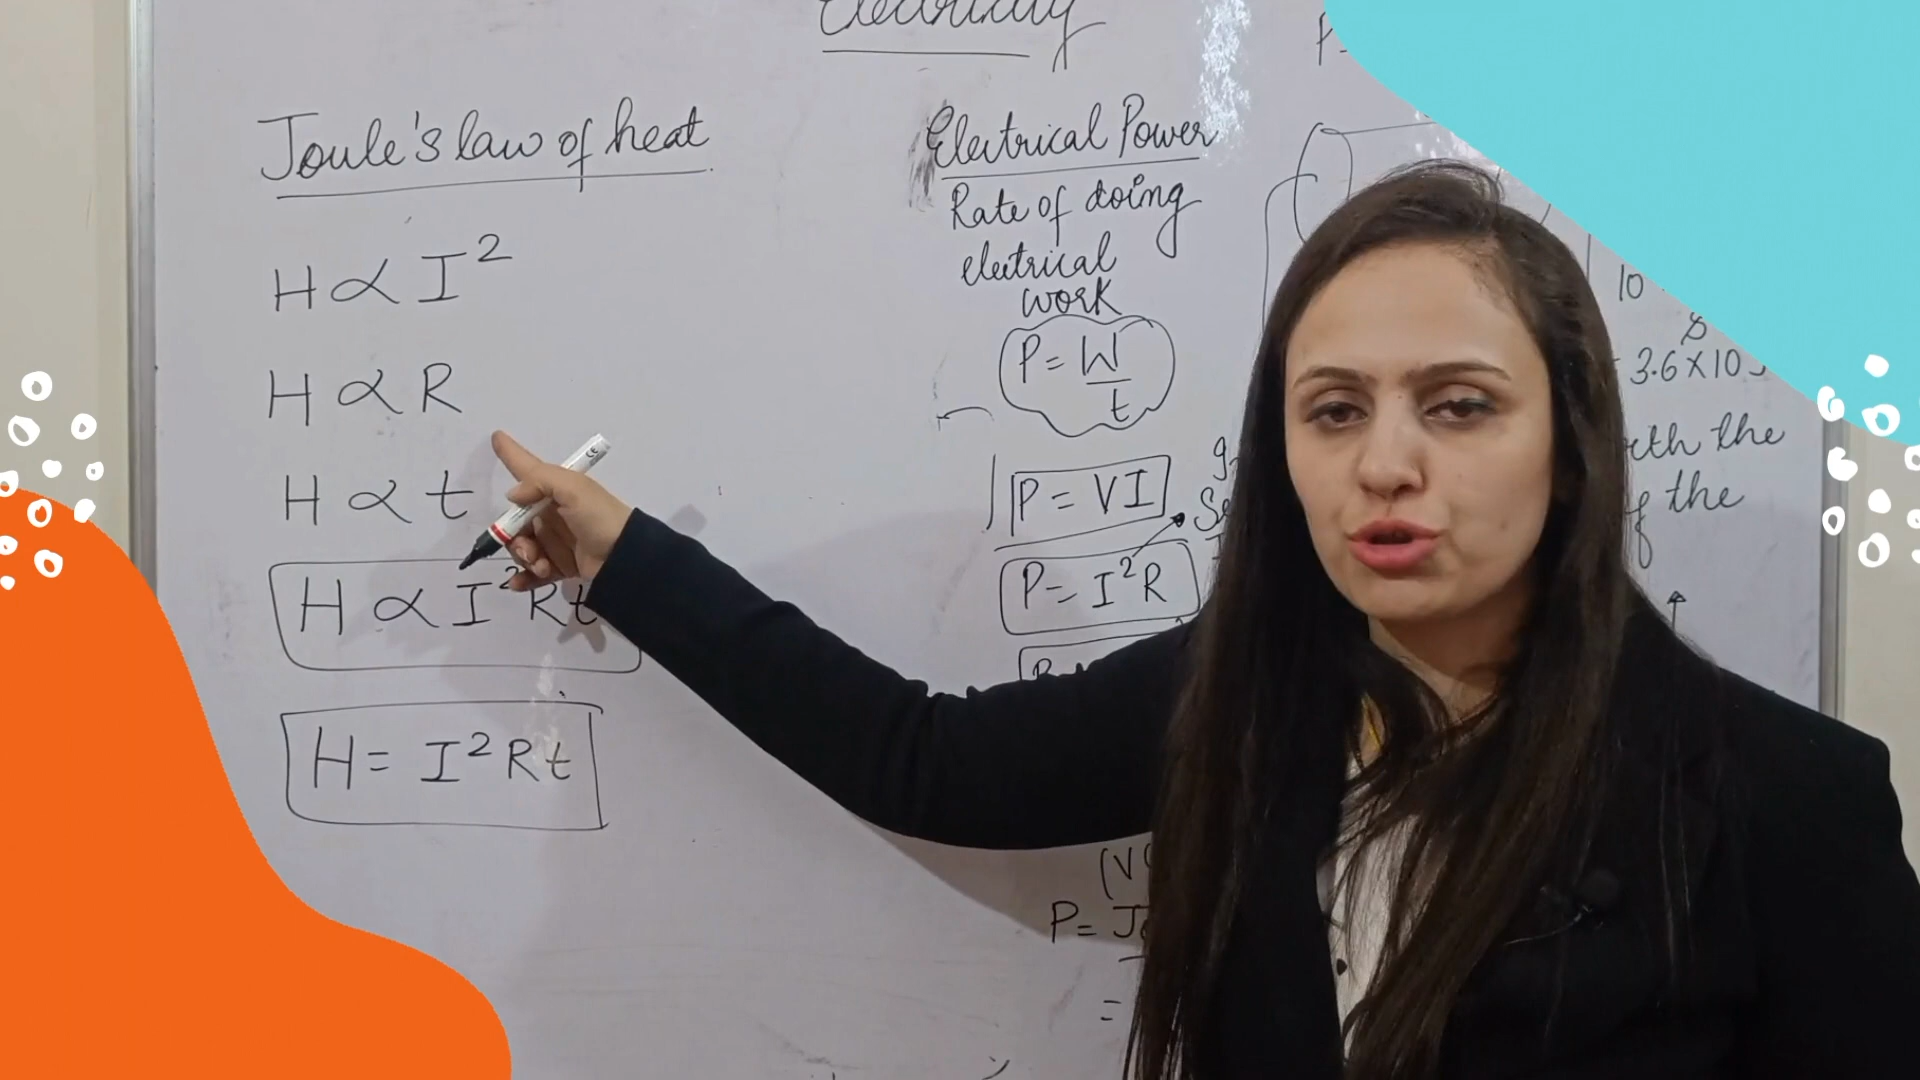 Electricity
Joule's law of heat
H ∝ I²
H ∝ R
H ∝ t
H ∝ I²Rt
H = I²Rt
Electrical Power
Rate of doing
electrical
work
P = W/t
P = VI
P = I²R
P =
10
3.6 × 10
the
the